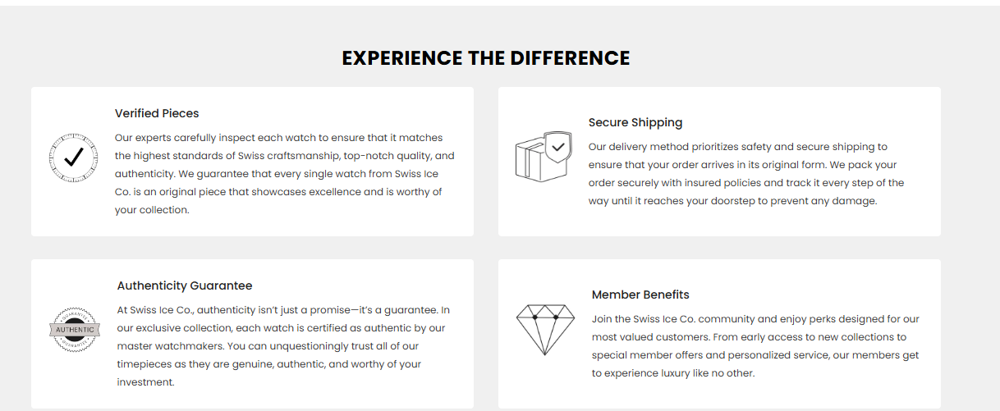 EXPERIENCE THE DIFFERENCE
Verified Pieces
Our experts carefully inspect each watch to ensure that it matches
the highest standards of Swiss craftsmanship, top-notch quality, and
authenticity. We guarantee that every single watch from Swiss Ice
Co. is an original piece that showcases excellence and is worthy of
your collection.
Secure Shipping
Our delivery method prioritizes safety and secure shipping to
ensure that your order arrives in its original form. We pack your
order securely with insured policies and track it every step of the
way until it reaches your doorstep to prevent any damage.
GUARANTEE
AUTHENTIC
GUARANTEE
Authenticity Guarantee
At Swiss Ice Co., authenticity isn’t just a promise—it’s a guarantee. In
our exclusive collection, each watch is certified as authentic by our
master watchmakers. You can unquestioningly trust all of our
timepieces as they are genuine, authentic, and worthy of your
investment.
Member Benefits
Join the Swiss Ice Co. community and enjoy perks designed for our
most valued customers. From early access to new collections to
special member offers and personalized service, our members get
to experience luxury like no other.